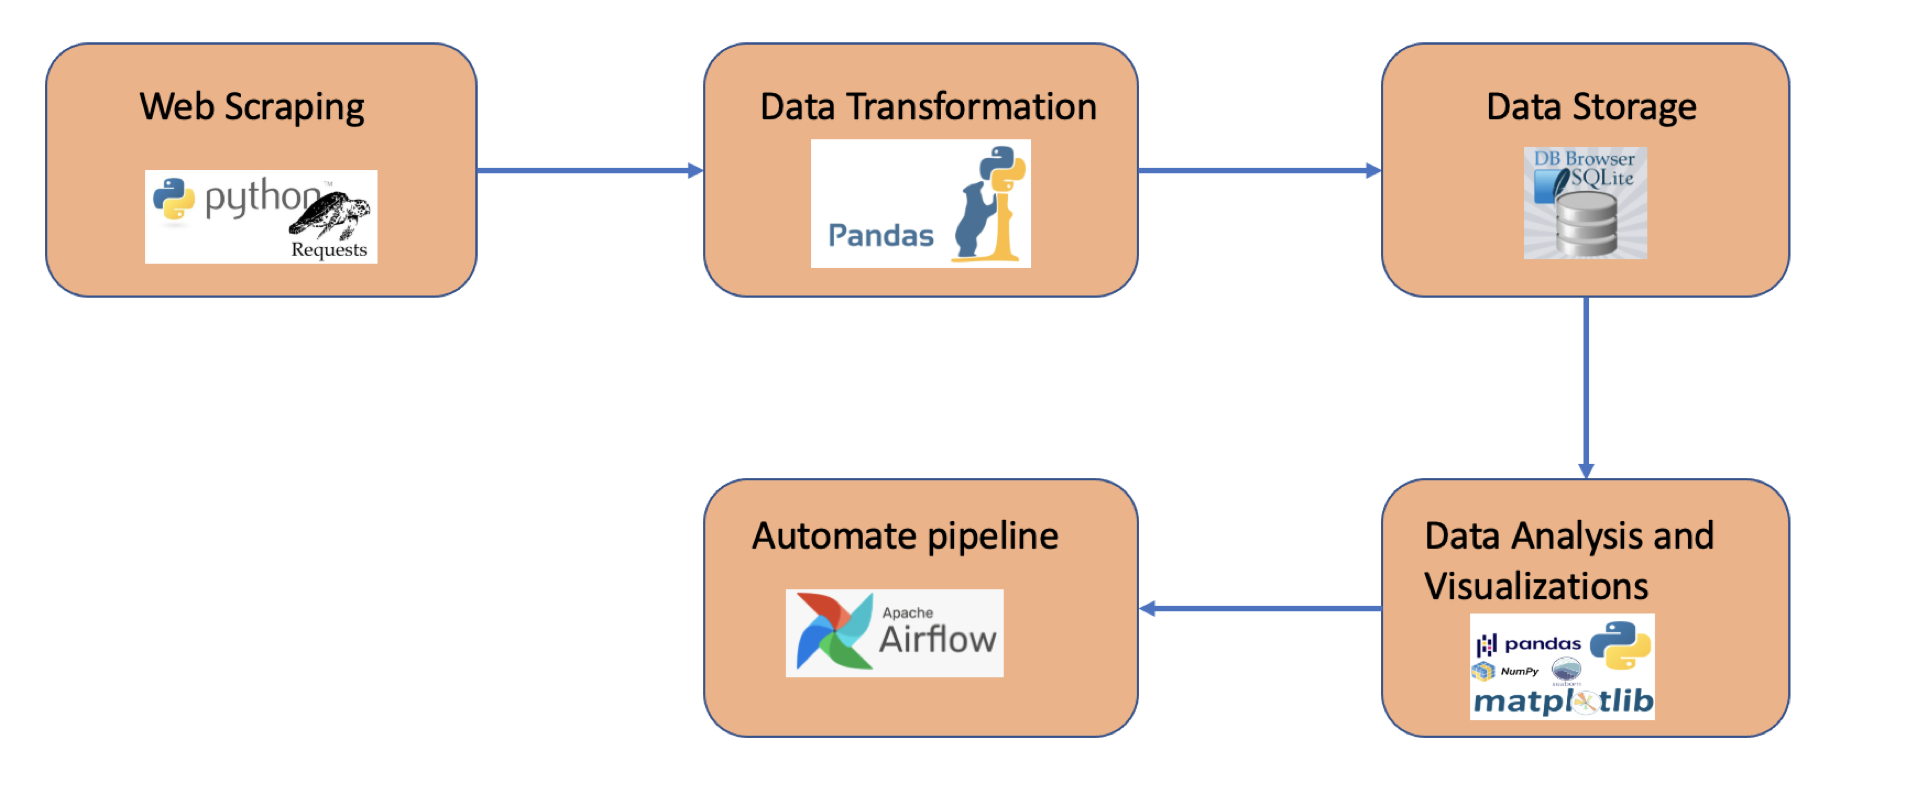 Web Scraping
python™
Requests
Data Transformation
Pandas
Data Storage
DB Browser
SQLite
Data Analysis and
Visualizations
pandas
NumPy
matplotlib
Automate pipeline
Apache
Airflow